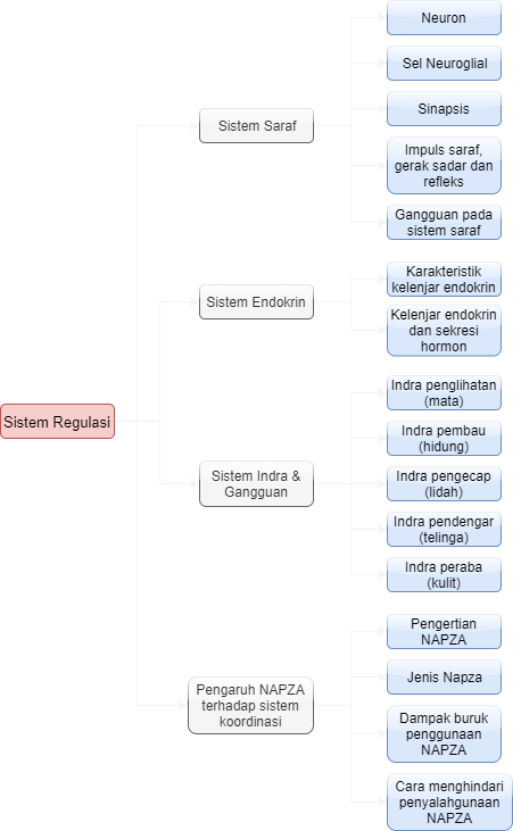 Sistem Regulasi
Sistem Saraf
Neuron
Sel Neuroglial
Sinapsis
Impuls saraf,
gerak sadar dan
refleks
Gangguan pada
sistem saraf
Sistem Endokrin
Karakteristik
kelenjar endokrin
Kelenjar endokrin
dan sekresi
hormon
Sistem Indra &
Gangguan
Indra penglihatan
(mata)
Indra pembau
(hidung)
Indra pengecap
(lidah)
Indra pendengar
(telinga)
Indra peraba
(kulit)
Pengaruh NAPZA
terhadap sistem
koordinasi
Pengertian
NAPZA
Jenis Napza
Dampak buruk
penggunaan
NAPZA
Cara menghindari
penyalahgunaan
NAPZA